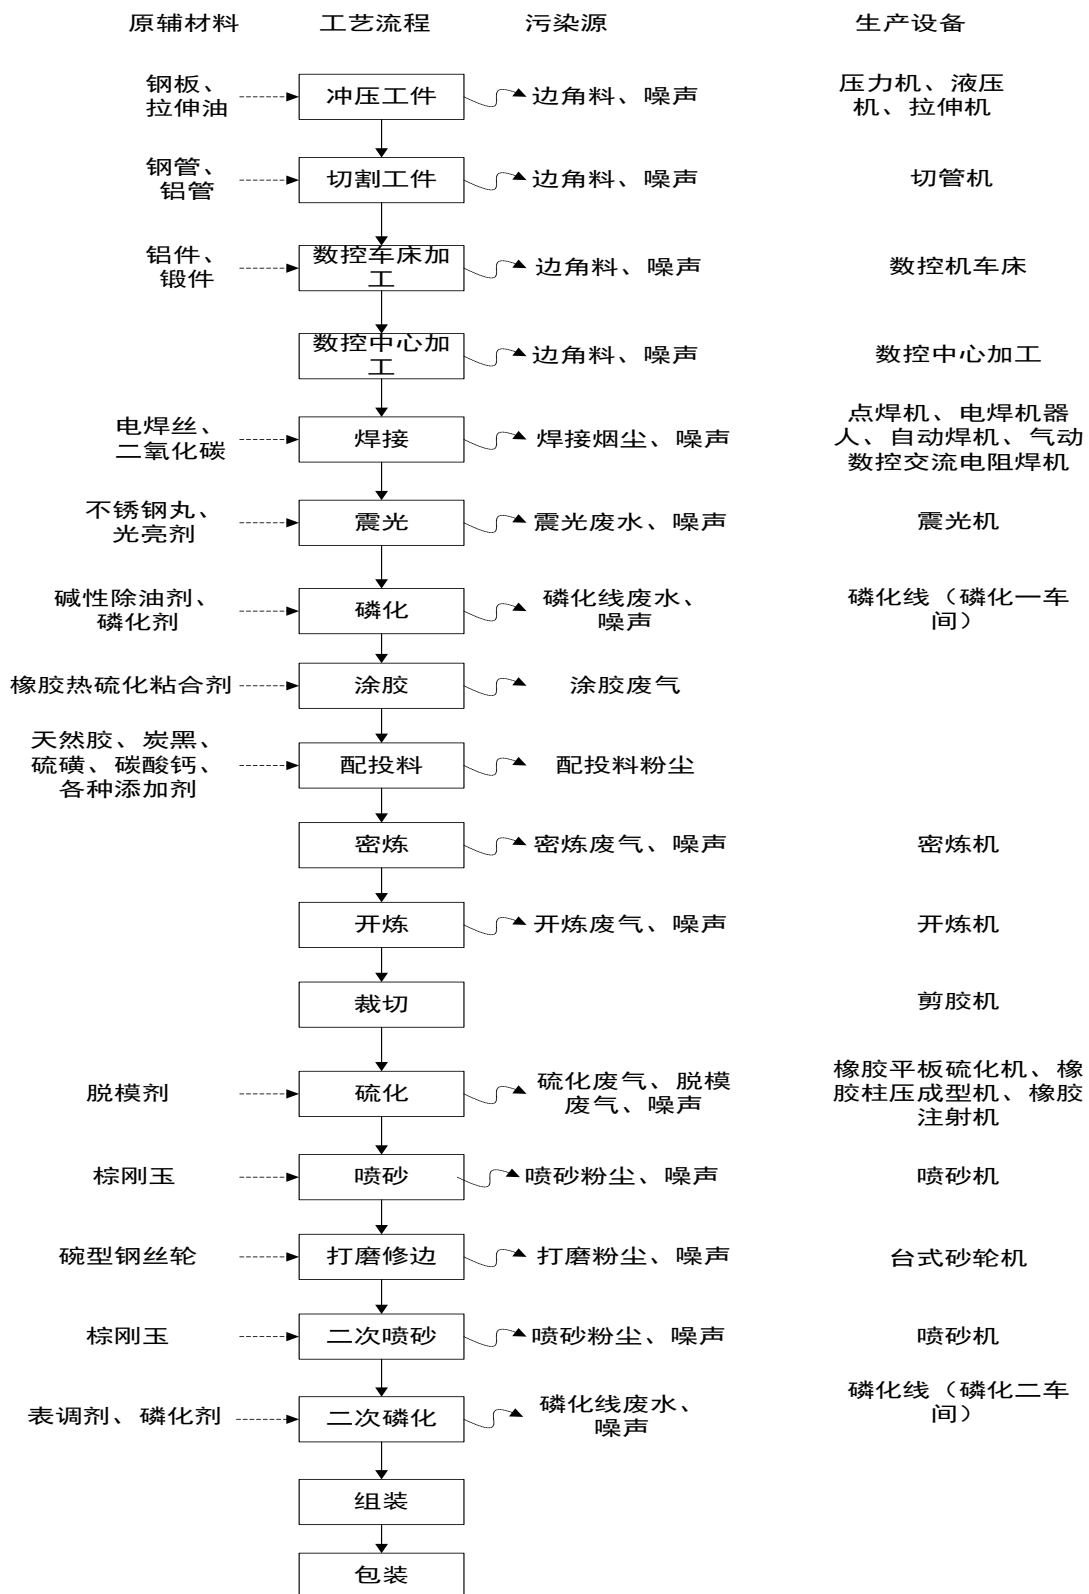 原辅材料 工艺流程 污染源 生产设备
钢板、
拉伸油
冲压工件
边角料、噪声
压力机、液压
机、拉伸机
钢管、
铝管
切割工件
边角料、噪声
切管机
铝件、
锻件
数控车床加
工
边角料、噪声
数控机车床
数控中心加
工
边角料、噪声
数控中心加工
电焊丝、
二氧化碳
焊接
焊接烟尘、噪声
点焊机、电焊机器
人、自动焊机、气动
数控交流电阻焊机
不锈钢丸、
光亮剂
震光
震光废水、噪声
震光机
碱性除油剂、
磷化剂
磷化
磷化线废水、
噪声
磷化线（磷化一车
间）
橡胶热硫化粘合剂
涂胶
涂胶废气
天然胶、炭黑、
硫磺、碳酸钙、
各种添加剂
配投料
配投料粉尘
密炼
密炼废气、噪声
密炼机
开炼
开炼废气、噪声
开炼机
裁切
剪胶机
脱模剂
硫化
硫化废气、脱模
废气、噪声
橡胶平板硫化机、橡
胶柱压成型机、橡胶
注射机
棕刚玉
喷砂
喷砂粉尘、噪声
喷砂机
碗型钢丝轮
打磨修边
打磨粉尘、噪声
台式砂轮机
棕刚玉
二次喷砂
喷砂粉尘、噪声
喷砂机
表调剂、磷化剂
二次磷化
磷化线废水、
噪声
磷化线（磷化二车
间）
组装
包装